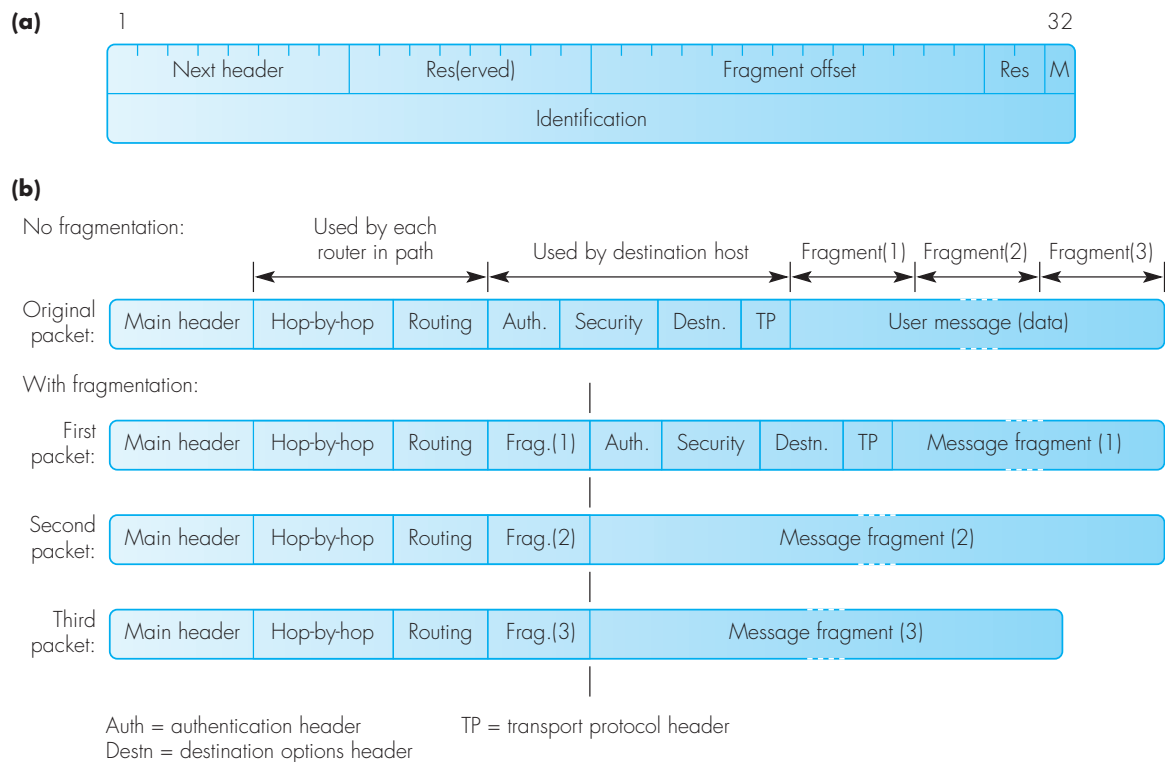 (a)
1 32
Next header Res(erved) Fragment offset Res M
Identification
(b)
No fragmentation:
Used by each
router in path
Used by destination host
Fragment(1) Fragment(2) Fragment(3)
Original
packet:
Main header Hop-by-hop Routing Auth. Security Destn. TP User message (data)
With fragmentation:
First
packet:
Main header Hop-by-hop Routing Frag.(1) Auth. Security Destn. TP Message fragment (1)
Second
packet:
Main header Hop-by-hop Routing Frag.(2) Message fragment (2)
Third
packet:
Main header Hop-by-hop Routing Frag.(3) Message fragment (3)
Auth = authentication header TP = transport protocol header
Destn = destination options header